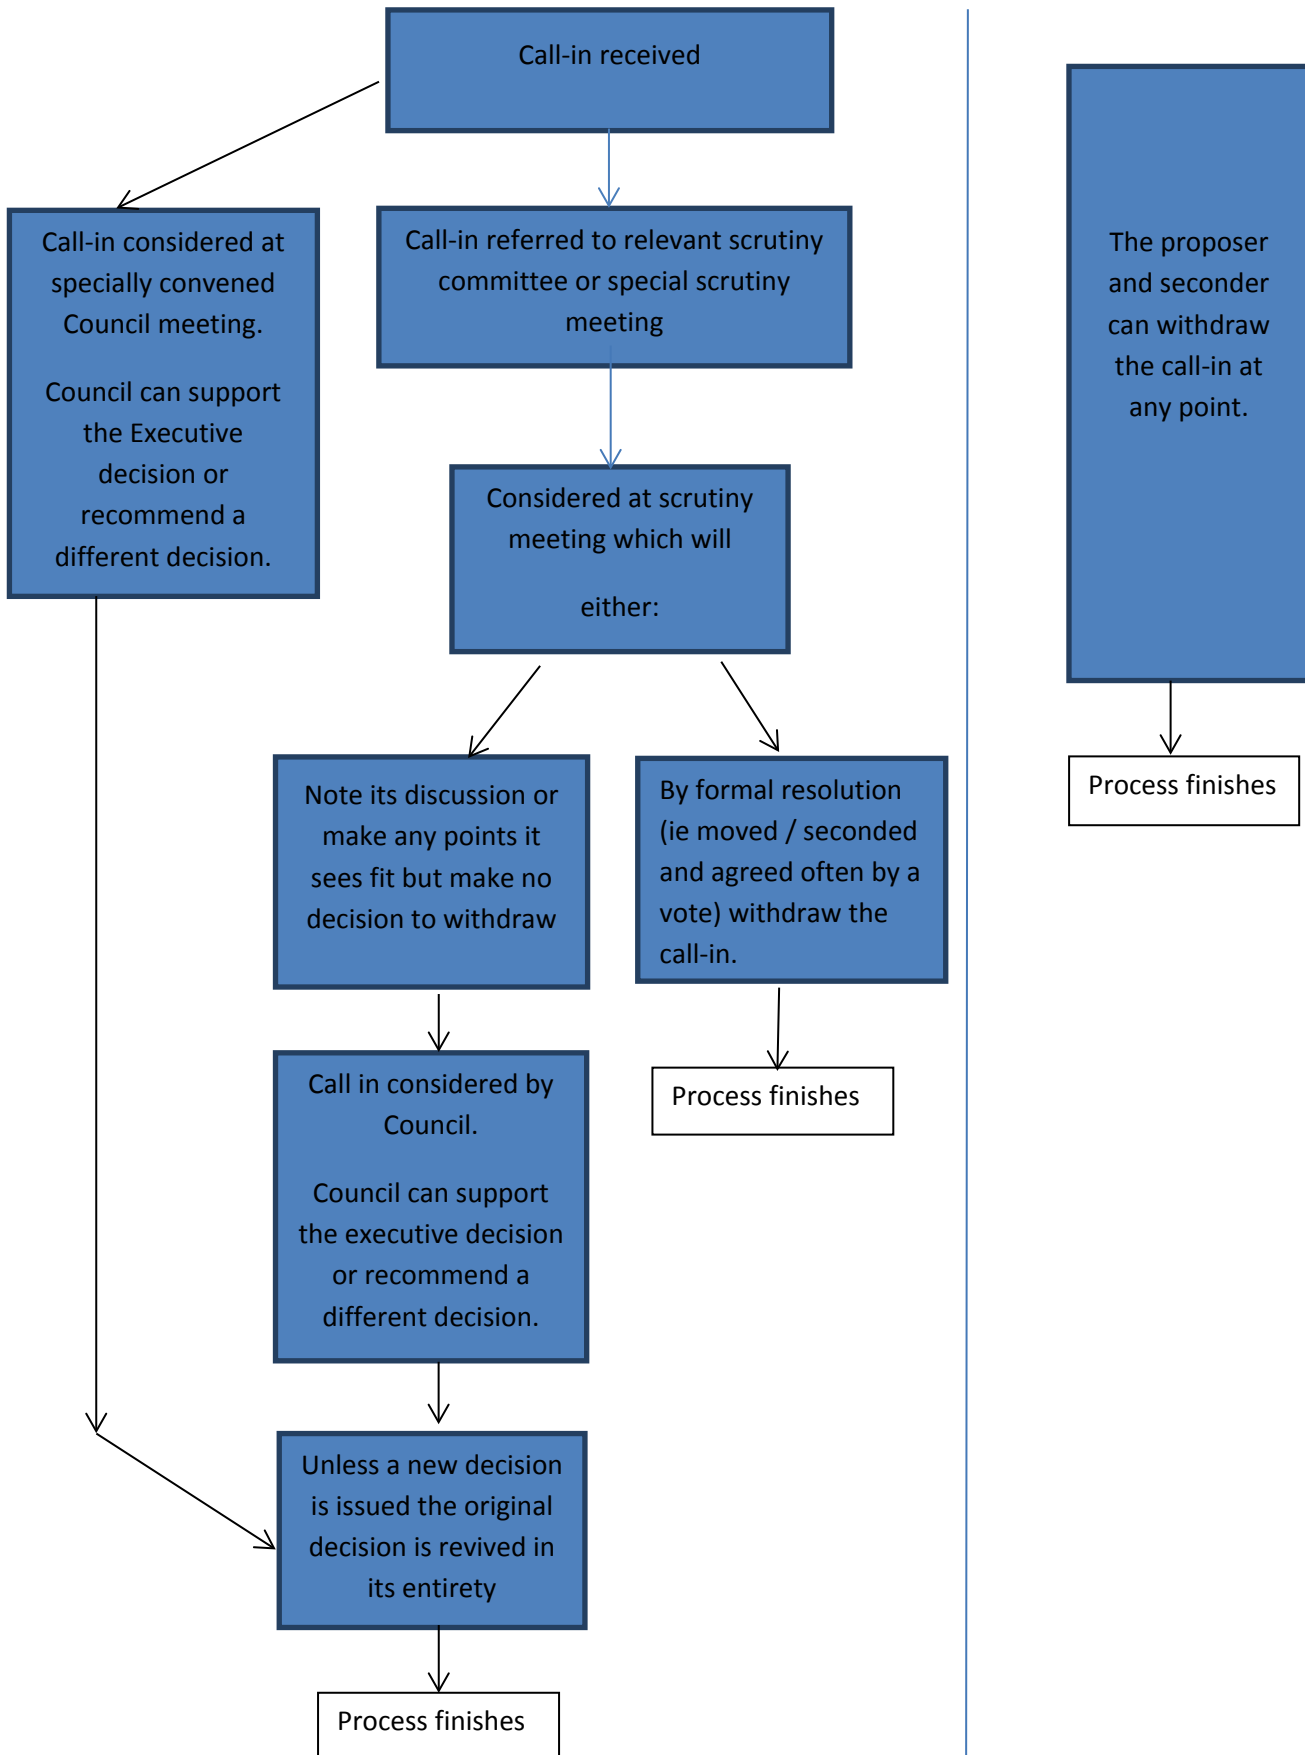 Call-in received
Call-in considered at
specially convened
Council meeting.
Council can support
the Executive
decision or
recommend a
different decision.
Call-in referred to relevant scrutiny
committee or special scrutiny
meeting
The proposer
and seconder
can withdraw
the call-in at
any point.
Considered at scrutiny
meeting which will
either:
Process finishes
Note its discussion or
make any points it
sees fit but make no
decision to withdraw
By formal resolution
(ie moved / seconded
and agreed often by a
vote) withdraw the
call-in.
Call in considered by
Council.
Council can support
the executive decision
or recommend a
different decision.
Process finishes
Unless a new decision
is issued the original
decision is revived in
its entirety
Process finishes